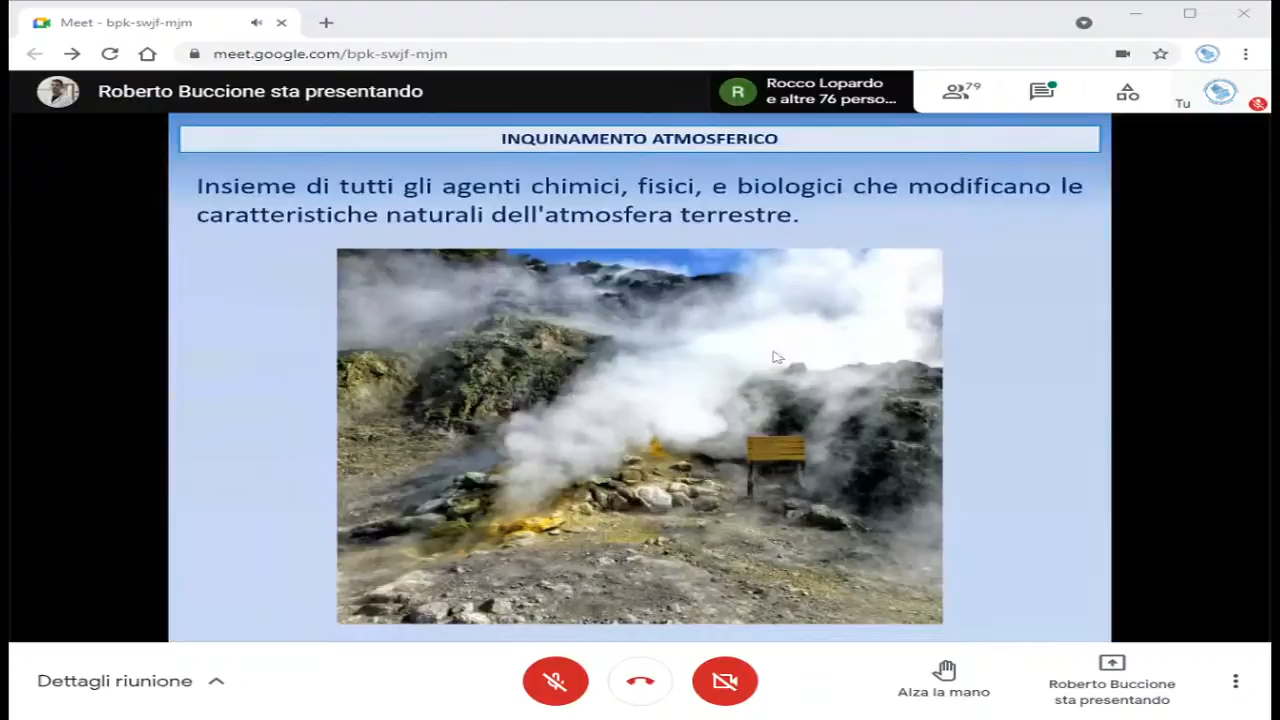 Meet - bpk-swjf-mjm
meet.google.com/bpk-swjf-mjm
Roberto Buccione sta presentando
R
Rocco Lopardo
e altre 76 perso...
79
Tu
INQUINAMENTO ATMOSFERICO
Insieme di tutti gli agenti chimici, fisici, e biologici che modificano le
caratteristiche naturali dell'atmosfera terrestre.
Dettagli riunione
Alza la mano
Roberto Buccione
sta presentando